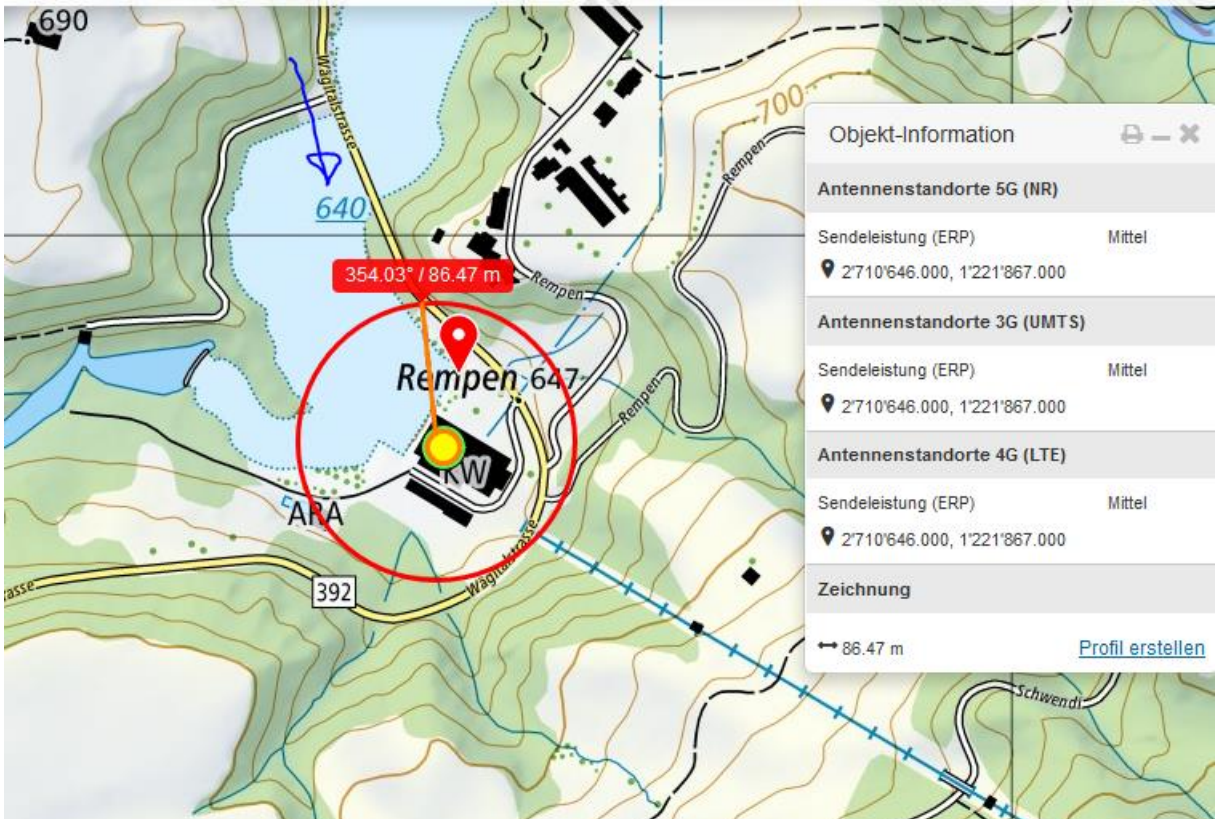 690
Wägitalstrasse
640
354.03° / 86.47 m
Rempen
Rempen
700
Rempen 647
Rempen
KW
ARA
392
Wägitalstrasse
asse
Schwendi
Objekt-Information
Antennenstandorte 5G (NR)
Sendeleistung (ERP) Mittel
2'710'646.000, 1'221'867.000
Antennenstandorte 3G (UMTS)
Sendeleistung (ERP) Mittel
2'710'646.000, 1'221'867.000
Antennenstandorte 4G (LTE)
Sendeleistung (ERP) Mittel
2'710'646.000, 1'221'867.000
Zeichnung
86.47 m Profil erstellen